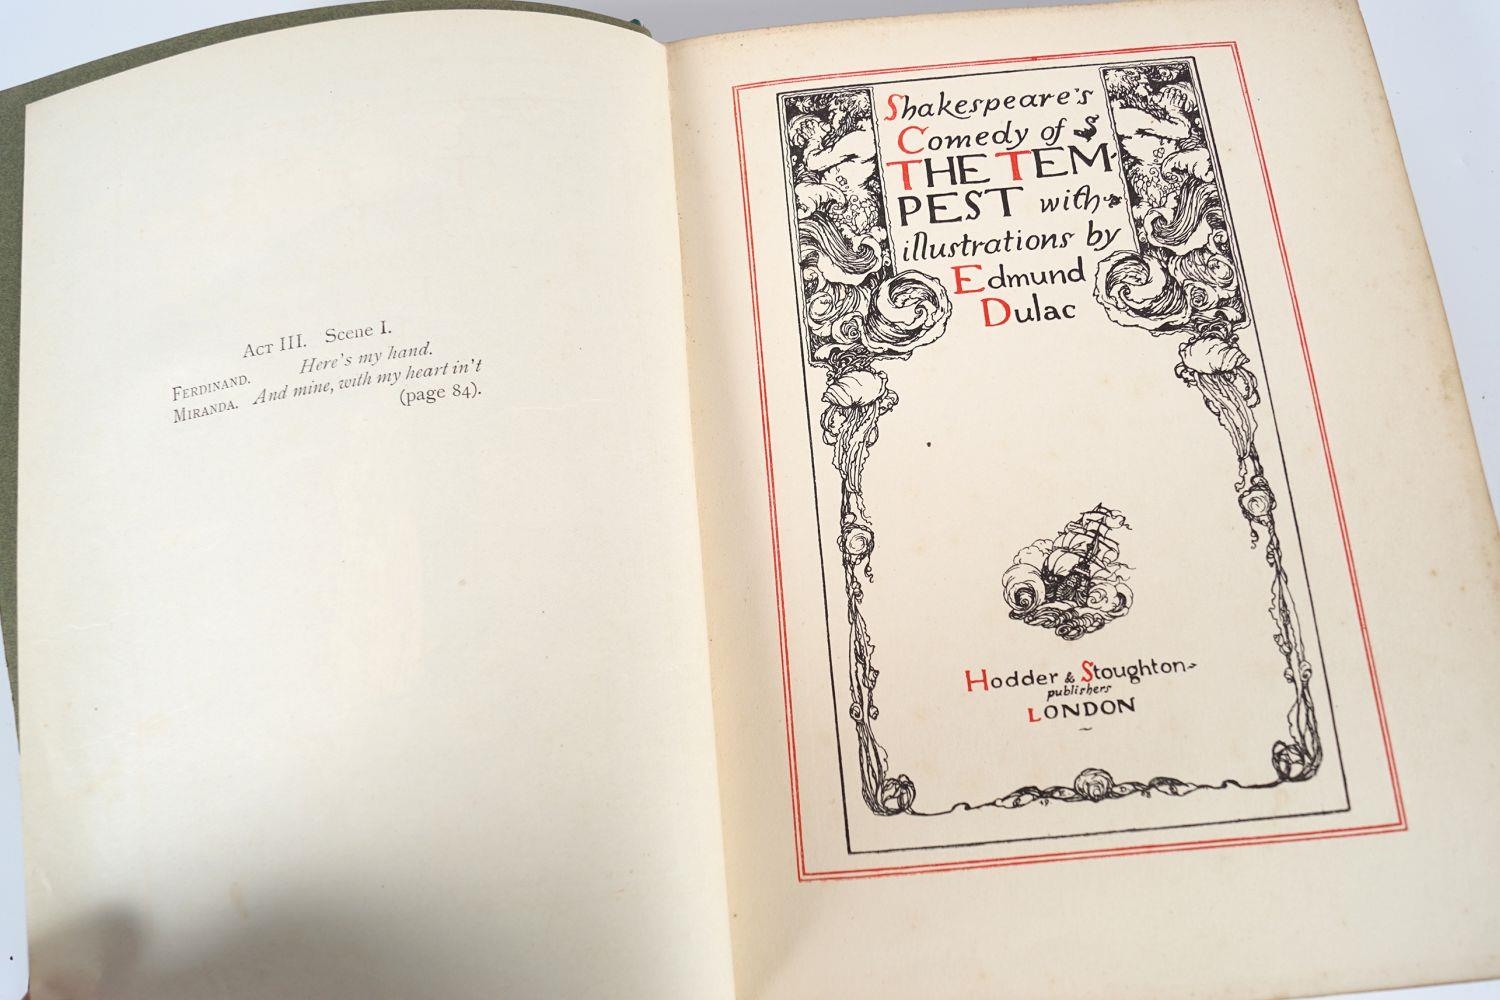 Act III. Scene I.
Ferdinand. Here's my hand.
Miranda. And mine, with my heart in't
(page 84).
Shakespeare's
Comedy of
THE TEM-
PEST with
illustrations by
Edmund
Dulac
Hodder & Stoughton
publishers
LONDON